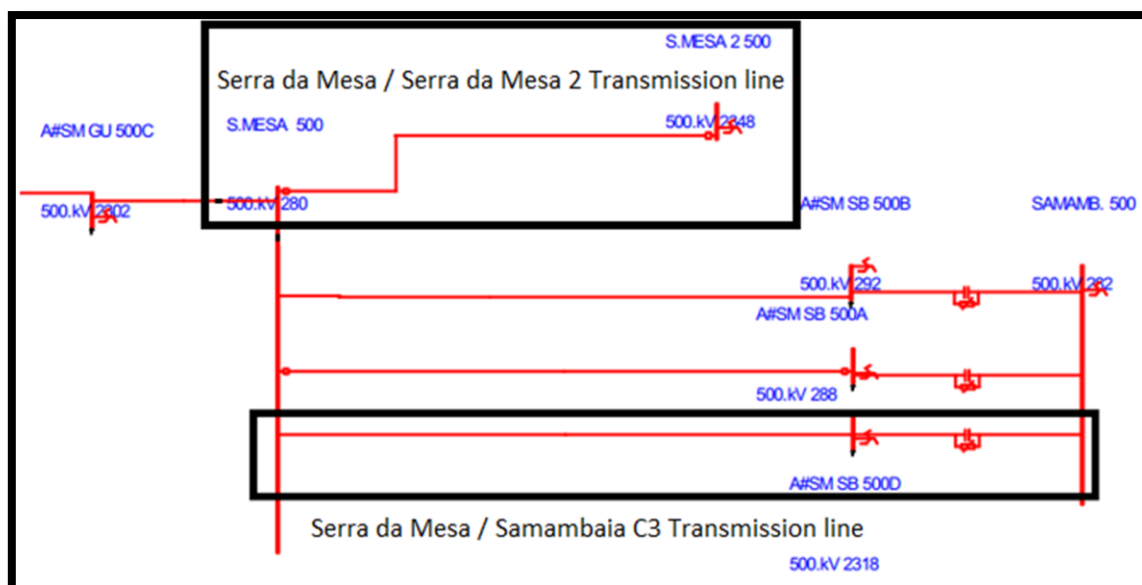 S.MESA 2 500
Serra da Mesa / Serra da Mesa 2 Transmission line
A#SM GU 500C
S.MESA 500
500.kV 2348
500.kV 2302
500.kV 280
A#SM SB 500B
SAMAMB. 500
500.kV 292
500.kV 282
A#SM SB 500A
500.kV 288
A#SM SB 500D
Serra da Mesa / Samambaia C3 Transmission line
500.kV 2318